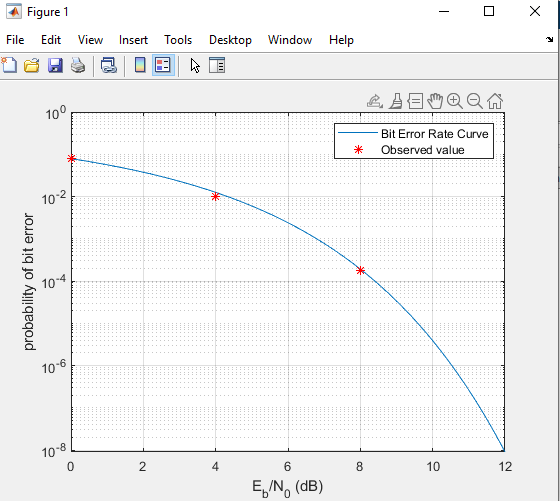 Figure 1
File Edit View Insert Tools Desktop Window Help
Bit Error Rate Curve
Observed value
probability of bit error
10^0
10^-2
10^-4
10^-6
10^-8
0 2 4 6 8 10 12
E_b/N_0 (dB)